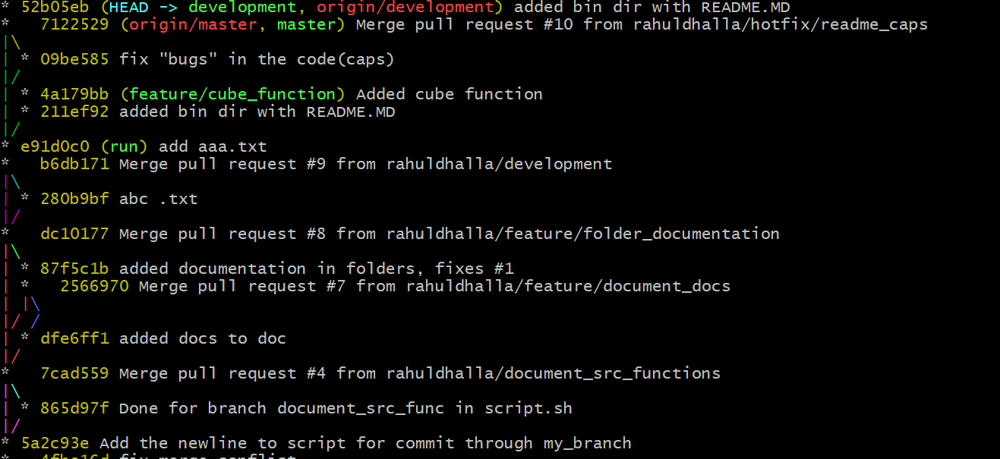 * 52b05eb (HEAD -> development, origin/development) added bin dir with README.MD
*   7122529 (origin/master, master) Merge pull request #10 from rahuldhalla/hotfix/readme_caps
|\
| * 09be585 fix "bugs" in the code(caps)
|/
| * 4a179bb (feature/cube_function) Added cube function
| * 211ef92 added bin dir with README.MD
|/
* e91d0c0 (run) add aaa.txt
*   b6db171 Merge pull request #9 from rahuldhalla/development
|\
| * 280b9bf abc .txt
|/
*   dc10177 Merge pull request #8 from rahuldhalla/feature/folder_documentation
|\
| * 87f5c1b added documentation in folders, fixes #1
| *   2566970 Merge pull request #7 from rahuldhalla/feature/document_docs
| |\
|/ /
| * dfe6ff1 added docs to doc
|/
*   7cad559 Merge pull request #4 from rahuldhalla/document_src_functions
|\
| * 865d97f Done for branch document_src_func in script.sh
|/
* 5a2c93e Add the newline to script for commit through my_branch
*   fix merge conflict